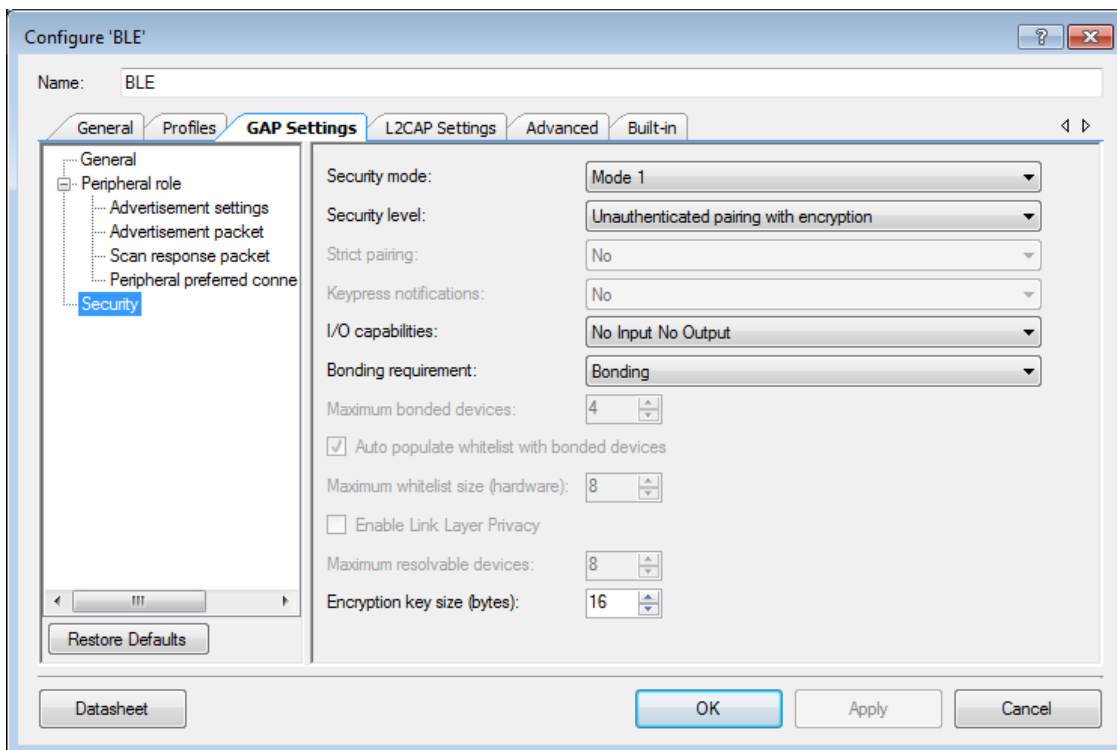 Configure 'BLE'
Name: BLE
General Profiles GAP Settings L2CAP Settings Advanced Built-in
General
Peripheral role
Advertisement settings
Advertisement packet
Scan response packet
Peripheral preferred conne
Security
Restore Defaults
Security mode: Mode 1
Security level: Unauthenticated pairing with encryption
Strict pairing: No
Keypress notifications: No
I/O capabilities: No Input No Output
Bonding requirement: Bonding
Maximum bonded devices: 4
Auto populate whitelist with bonded devices
Maximum whitelist size (hardware): 8
Enable Link Layer Privacy
Maximum resolvable devices: 8
Encryption key size (bytes): 16
Datasheet OK Apply Cancel